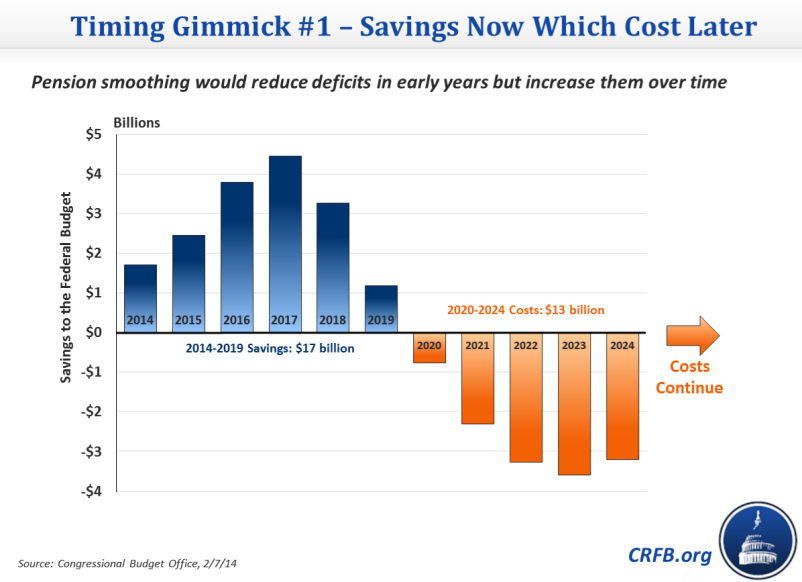 Timing Gimmick #1 – Savings Now Which Cost Later
Pension smoothing would reduce deficits in early years but increase them over time
Billions
Savings to the Federal Budget
$5
$4
$3
$2
$1
$0
-$1
-$2
-$3
-$4
2014
2015
2016
2017
2018
2019
2020-2024 Costs: $13 billion
2014-2019 Savings: $17 billion
2020
2021
2022
2023
2024
Costs
Continue
Source: Congressional Budget Office, 2/7/14
CRFB.org